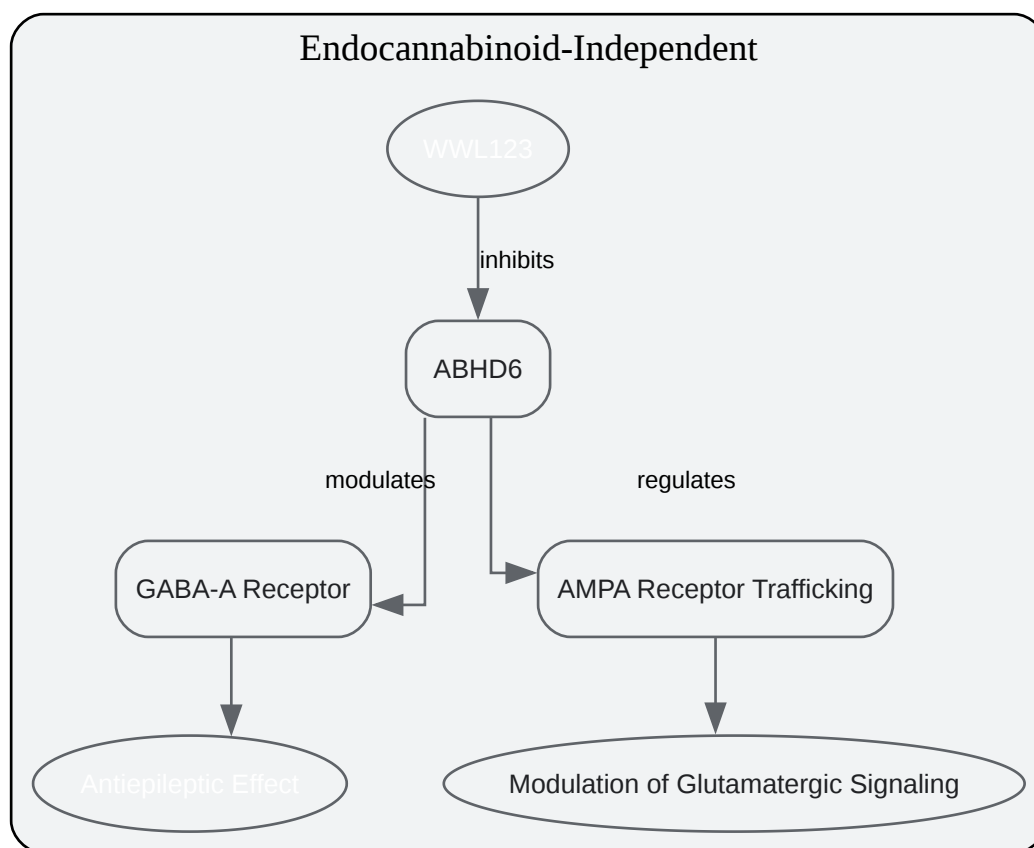 Endocannabinoid-Independent
WWL123
inhibits
ABHD6
modulates
regulates
GABA-A Receptor
AMPA Receptor Trafficking
Antiepileptic Effect
Modulation of Glutamatergic Signaling